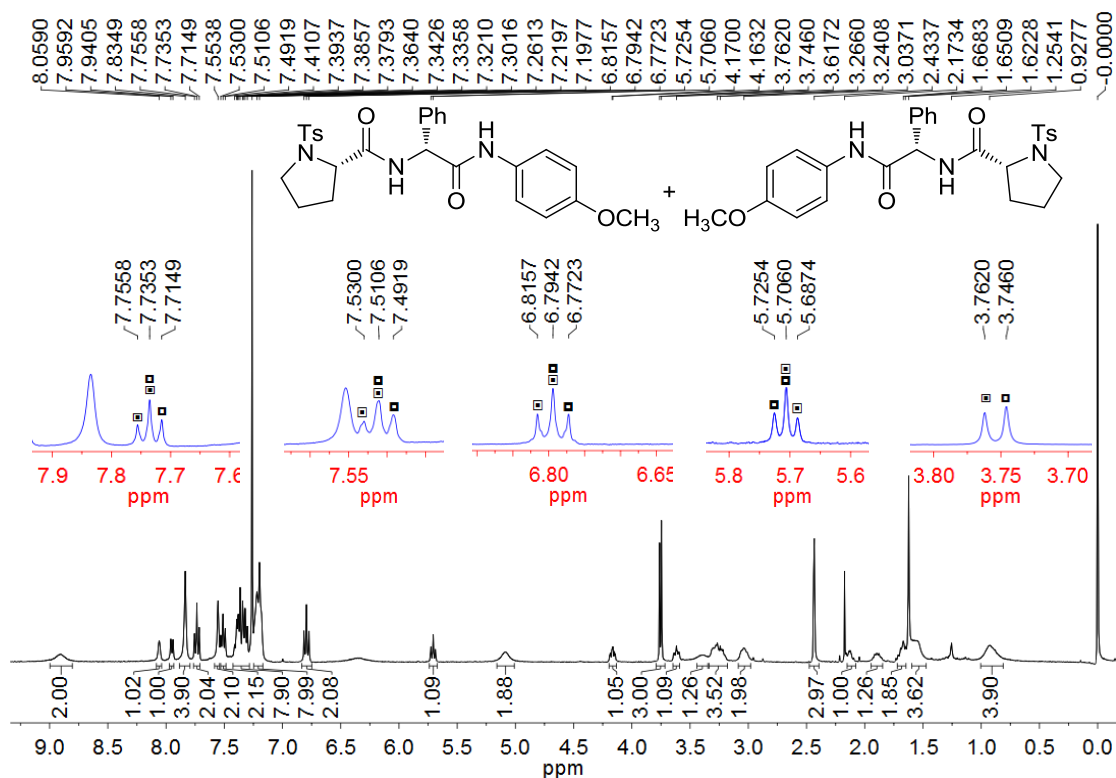 8.0590 7.9592 7.9405 7.8349 7.7558 7.7353 7.7149 7.5538 7.5300 7.5106 7.4919 7.4107 7.3937 7.3857 7.3793 7.3640 7.3426 7.3358 7.3210 7.3016 7.2613 7.2197 7.1977 6.8157 6.7942 6.7723 5.7254 5.7060 4.1700 4.1632 3.7620 3.7460 3.6172 3.2660 3.2408 3.0371 2.4337 2.1734 1.6683 1.6509 1.6228 1.2541 0.9277 -0.0000
Ts O Ph H N N N H O OCH3
+
Ph H N O Ts N O N H H3CO
7.7558 7.7353 7.7149
7.5300 7.5106 7.4919
6.8157 6.7942 6.7723
5.7254 5.7060 5.6874
3.7620 3.7460
7.9 7.8 7.7 7.6
ppm
7.55
ppm
6.80 6.65
ppm
5.8 5.7 5.6
ppm
3.80 3.75 3.70
ppm
2.00 1.02 1.00 3.90 2.04 2.10 2.15 7.90 7.99 2.08 1.03 1.85 1.05 3.00 1.09 1.26 3.52 1.98 2.97 1.02 1.26 1.85 3.62 3.90
9.0 8.5 8.0 7.5 7.0 6.5 6.0 5.5 5.0 4.5 4.0 3.5 3.0 2.5 2.0 1.5 1.0 0.5 0.0
ppm